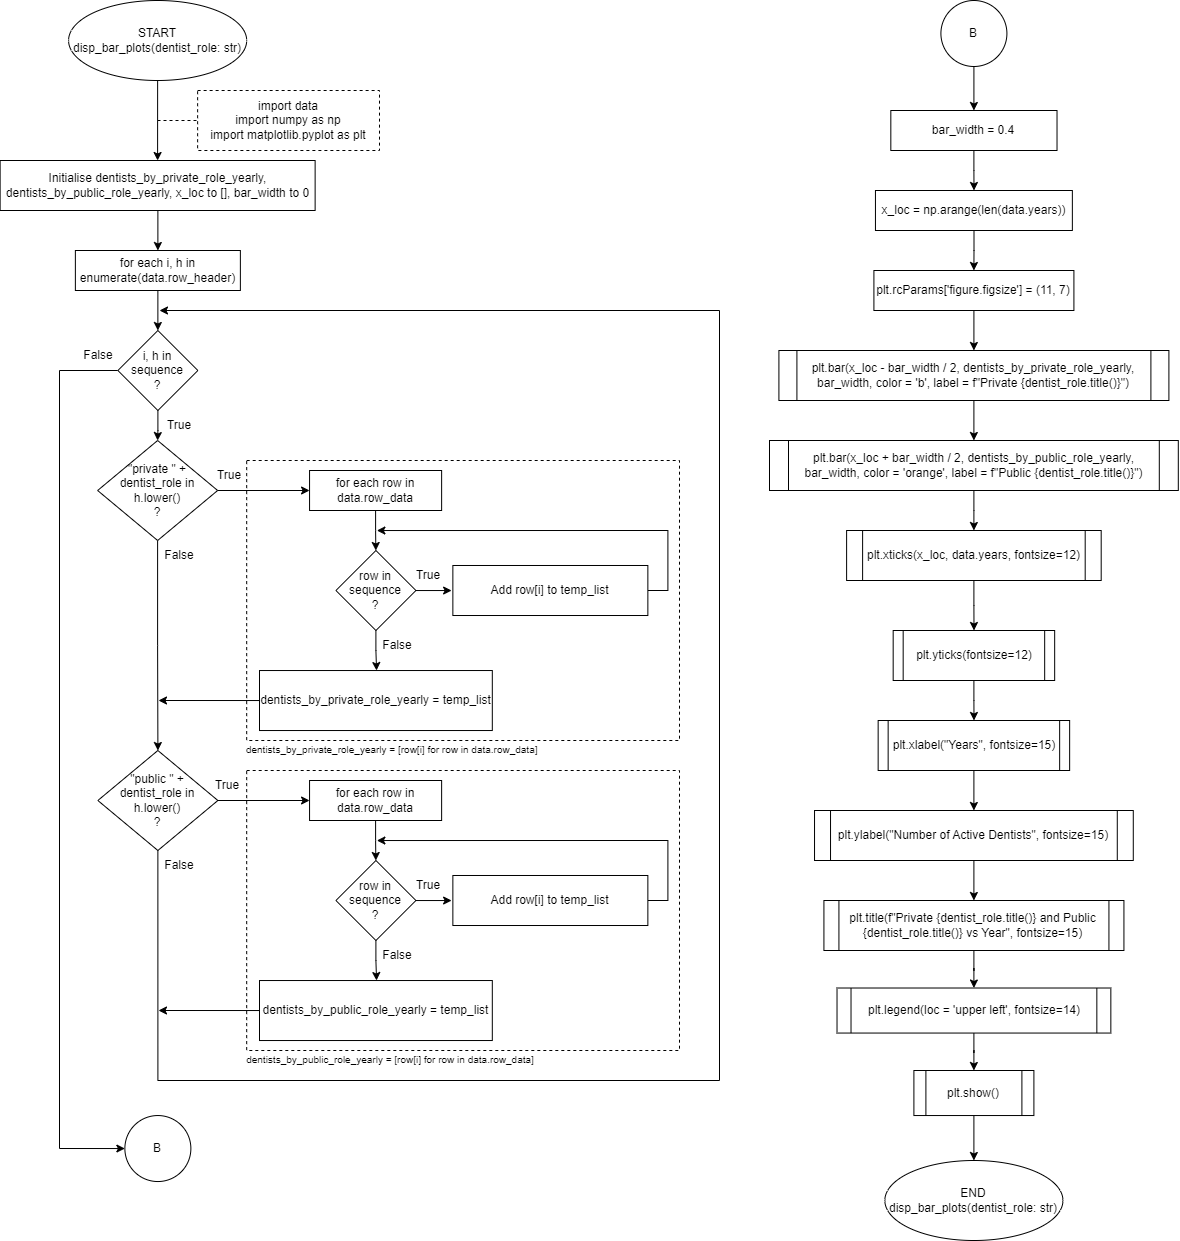 START
disp_bar_plots(dentist_role: str)
import data
import numpy as np
import matplotlib.pyplot as plt
Initialise dentists_by_private_role_yearly,
dentists_by_public_role_yearly, x_loc to [], bar_width to 0
for each i, h in
enumerate(data.row_header)
i, h in
sequence
?
False
True
"private " +
dentist_role in
h.lower()
?
True
False
for each row in
data.row_data
row in
sequence
?
True
Add row[i] to temp_list
False
dentists_by_private_role_yearly = temp_list
dentists_by_private_role_yearly = [row[i] for row in data.row_data]
"public " +
dentist_role in
h.lower()
?
True
False
for each row in
data.row_data
row in
sequence
?
True
Add row[i] to temp_list
False
dentists_by_public_role_yearly = temp_list
dentists_by_public_role_yearly = [row[i] for row in data.row_data]
B
B
bar_width = 0.4
x_loc = np.arange(len(data.years))
plt.rcParams['figure.figsize'] = (11, 7)
plt.bar(x_loc - bar_width / 2, dentists_by_private_role_yearly,
bar_width, color = 'b', label = f"Private {dentist_role.title()}")
plt.bar(x_loc + bar_width / 2, dentists_by_public_role_yearly,
bar_width, color = 'orange', label = f"Public {dentist_role.title()}")
plt.xticks(x_loc, data.years, fontsize=12)
plt.yticks(fontsize=12)
plt.xlabel("Years", fontsize=15)
plt.ylabel("Number of Active Dentists", fontsize=15)
plt.title(f"Private {dentist_role.title()} and Public
{dentist_role.title()} vs Year", fontsize=15)
plt.legend(loc = 'upper left', fontsize=14)
plt.show()
END
disp_bar_plots(dentist_role: str)